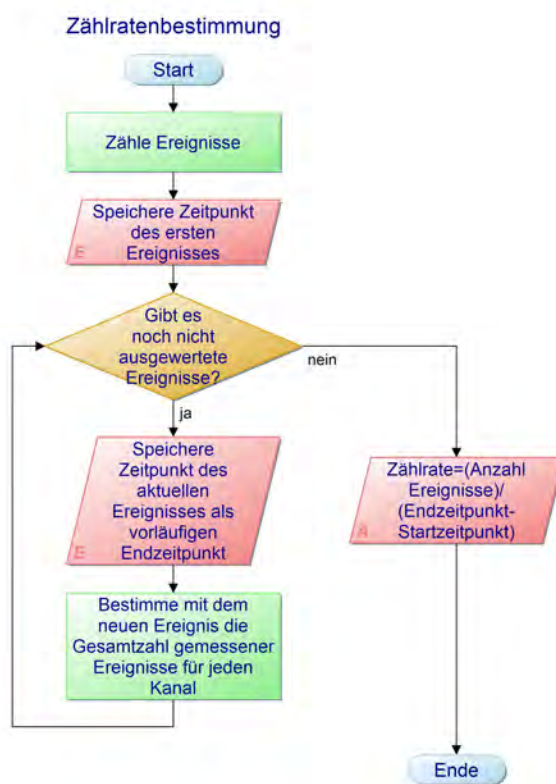 Zählratenbestimmung
Start
Zähle Ereignisse
Speichere Zeitpunkt
des ersten
Ereignisses
E
Gibt es
noch nicht
ausgewertete
Ereignisse?
nein
ja
Speichere
Zeitpunkt des
aktuellen
Ereignisses als
vorläufigen
Endzeitpunkt
E
Zählrate=(Anzahl
Ereignisse)/
(Endzeitpunkt-
Startzeitpunkt)
A
Bestimme mit dem
neuen Ereignis die
Gesamtzahl gemessener
Ereignisse für jeden
Kanal
Ende